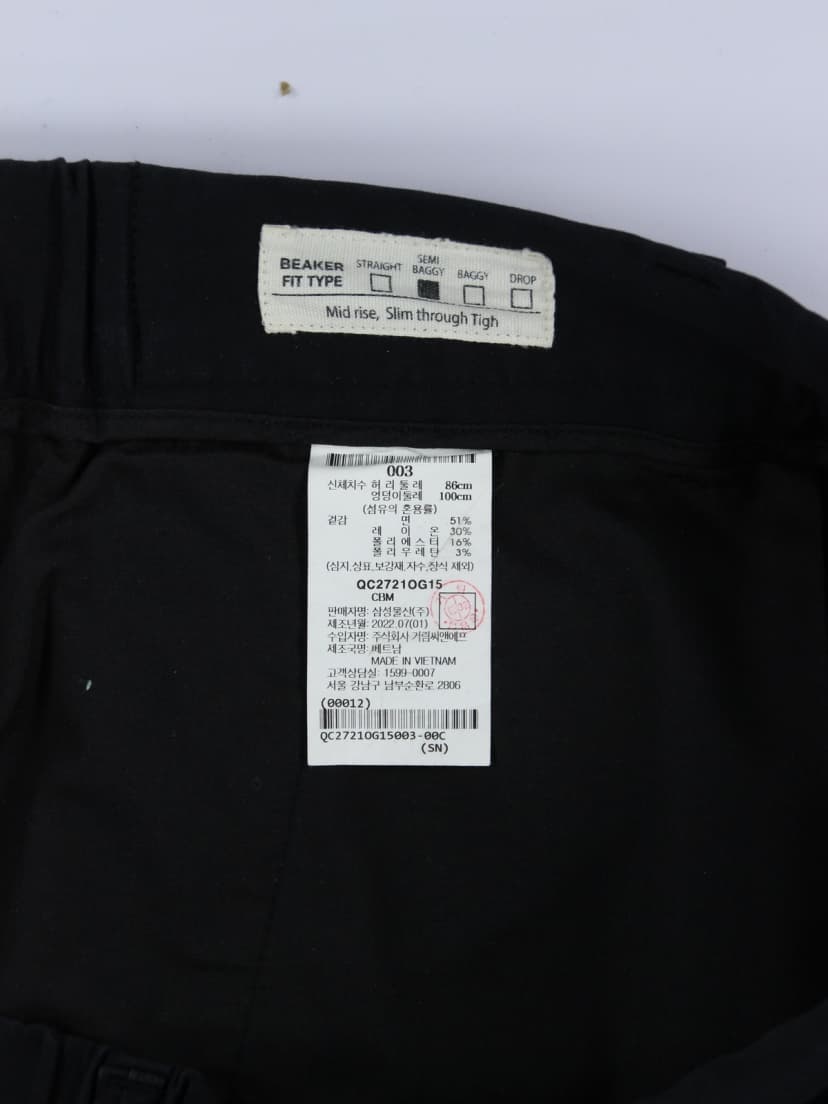 BEAKER FIT TYPE
STRAIGHT SEMI BAGGY BAGGY DROP
Mid rise, Slim through Tigh
003
신체치수 허 리 둘 레 86cm
엉덩이둘레 100cm
(섬유의 혼용률)
겉감 면 51%
레 이 온 30%
폴 리 에 스 터 16%
폴 리 우 레 탄 3%
(심지,상표,보강재,자수,장식 제외)
QC2721OG15
CBM
판매자명: 삼성물산(주)
제조년월: 2022.07(01)
수입자명: 주식회사 거림씨앤에프
제조국명: 베트남
MADE IN VIETNAM
고객상담실: 1599-0007
서울 강남구 남부순환로 2806
(00012)
QC2721OG15003-00C
(SN)